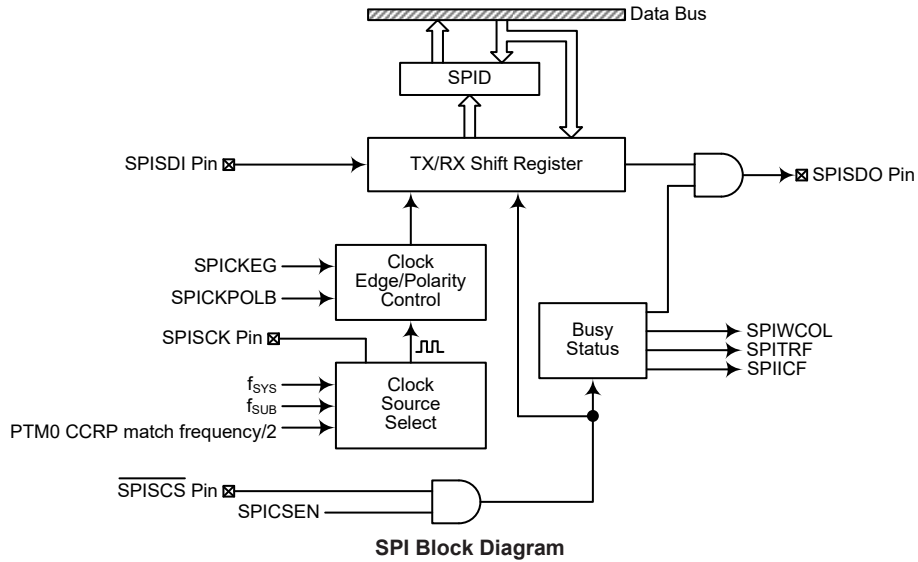 Data Bus
SPID
SPISDI Pin
TX/RX Shift Register
SPISDO Pin
SPICKEG
SPICKPOLB
Clock
Edge/Polarity
Control
SPISCK Pin
Busy
Status
SPIWCOL
SPITRF
SPIICF
fSYS
fSUB
PTM0 CCRP match frequency/2
Clock
Source
Select
SPISCS Pin
SPICSEN
SPI Block Diagram